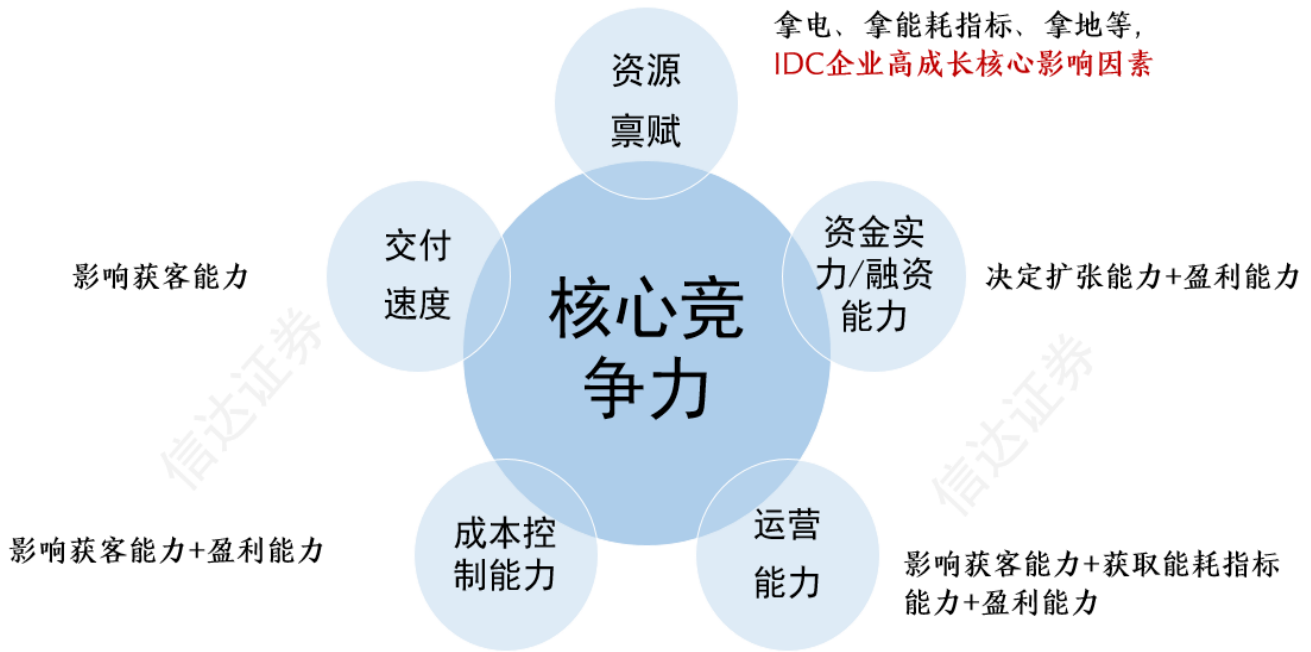 拿电、拿能耗指标、拿地等,
IDC企业高成长核心影响因素
资源
禀赋
交付
速度
影响获客能力
资金实
力/融资
能力
决定扩张能力+盈利能力
核心竞
争力
信达证券
信达证券
成本控
制能力
影响获客能力+盈利能力
运营
能力
影响获客能力+获取能耗指标
能力+盈利能力